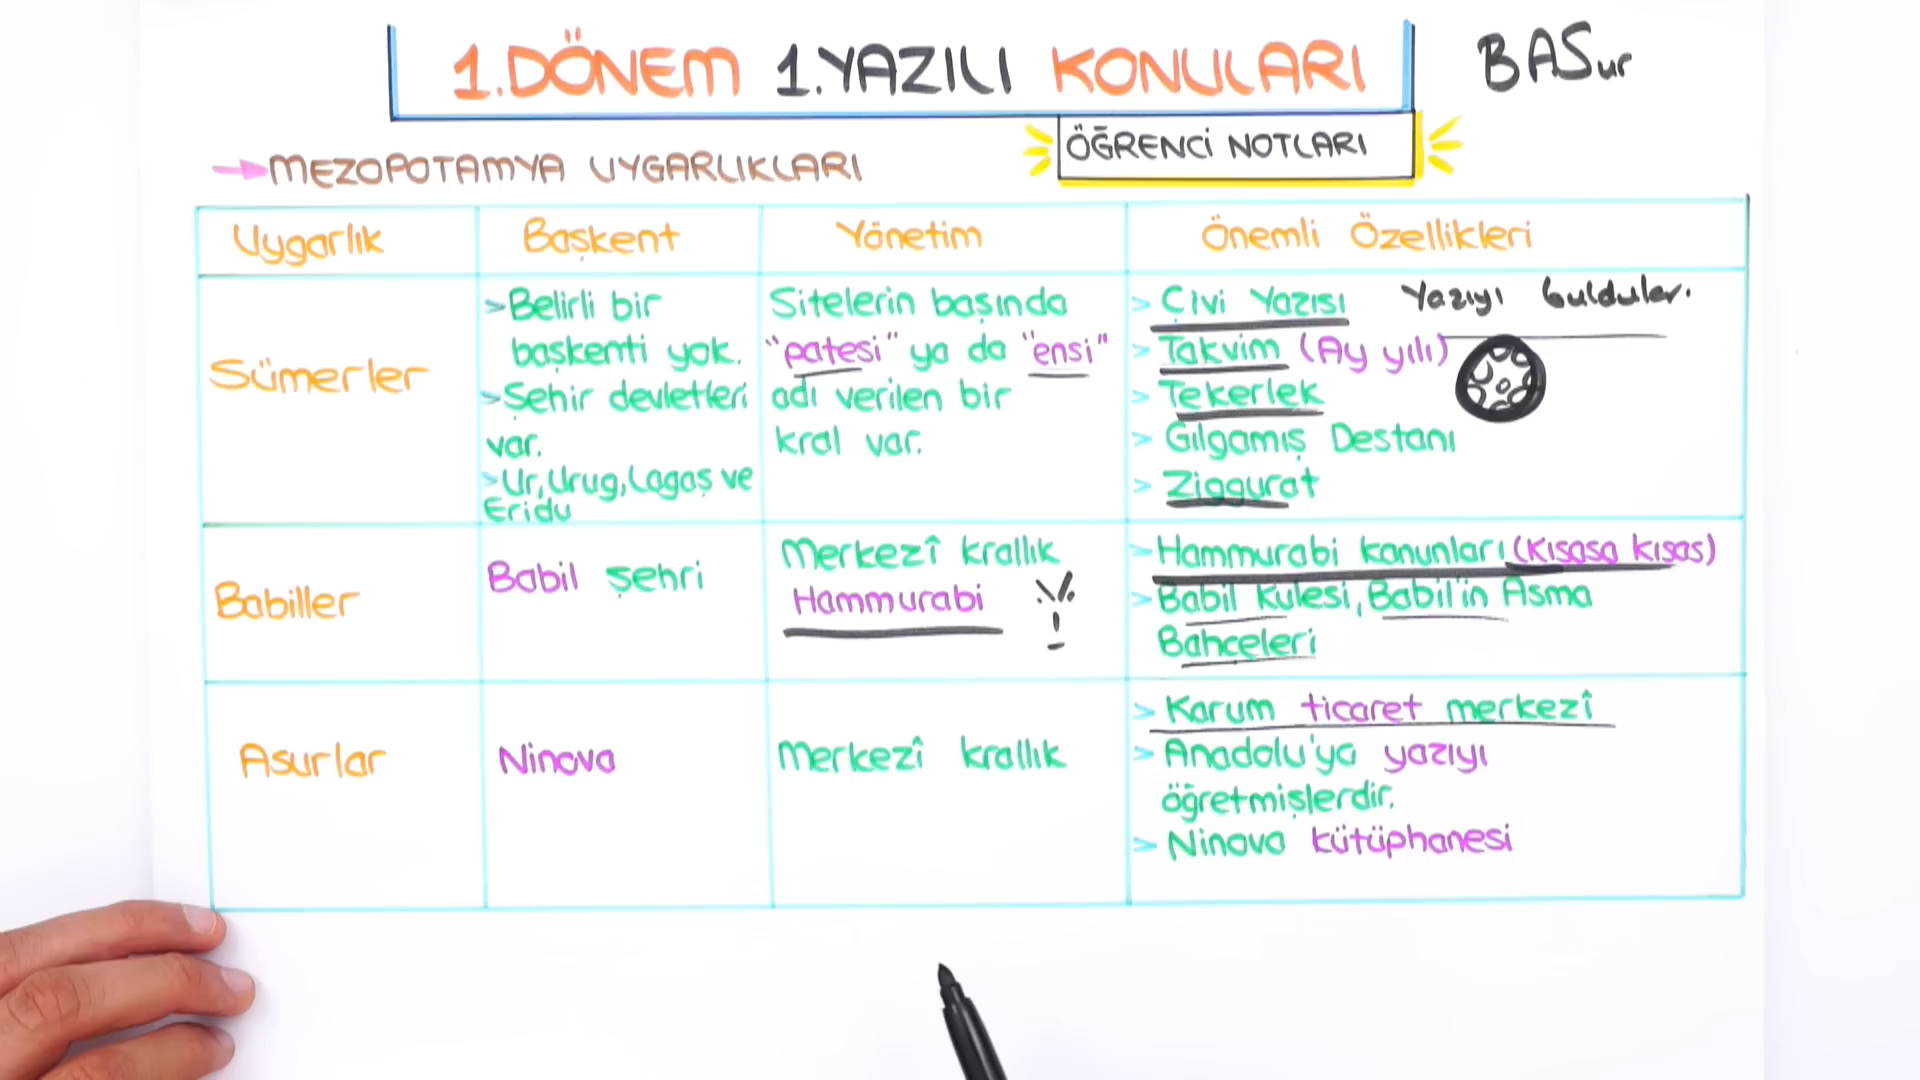 1.DÖNEM 1.YAZILI KONULARI
BASur
ÖĞRENCİ NOTLARI
MEZOPOTAMYA UYGARLIKLARI
Uygarlık
Başkent
Yönetim
Önemli Özellikleri
Sümerler
>Belirli bir
başkenti yok.
>Şehir devletleri
var.
>Ur,Urug,Lagaş ve
Eridu
Sitelerin başında
"patesi" ya da "ensi"
adı verilen bir
kral var.
> Çivi Yazısı
Yazıyı buldular.
> Takvim (Ay yılı)
> Tekerlek
> Gılgamış Destanı
> Ziggurat
Babiller
Babil şehri
Merkezî krallık
Hammurabi
>Hammurabi kanunları (Kısasa kısas)
>Babil Kulesi, Babil'in Asma
Bahçeleri
Asurlar
Ninova
Merkezî krallık
> Karum ticaret merkezî
> Anadolu'ya yazıyı
öğretmişlerdir.
> Ninova kütüphanesi